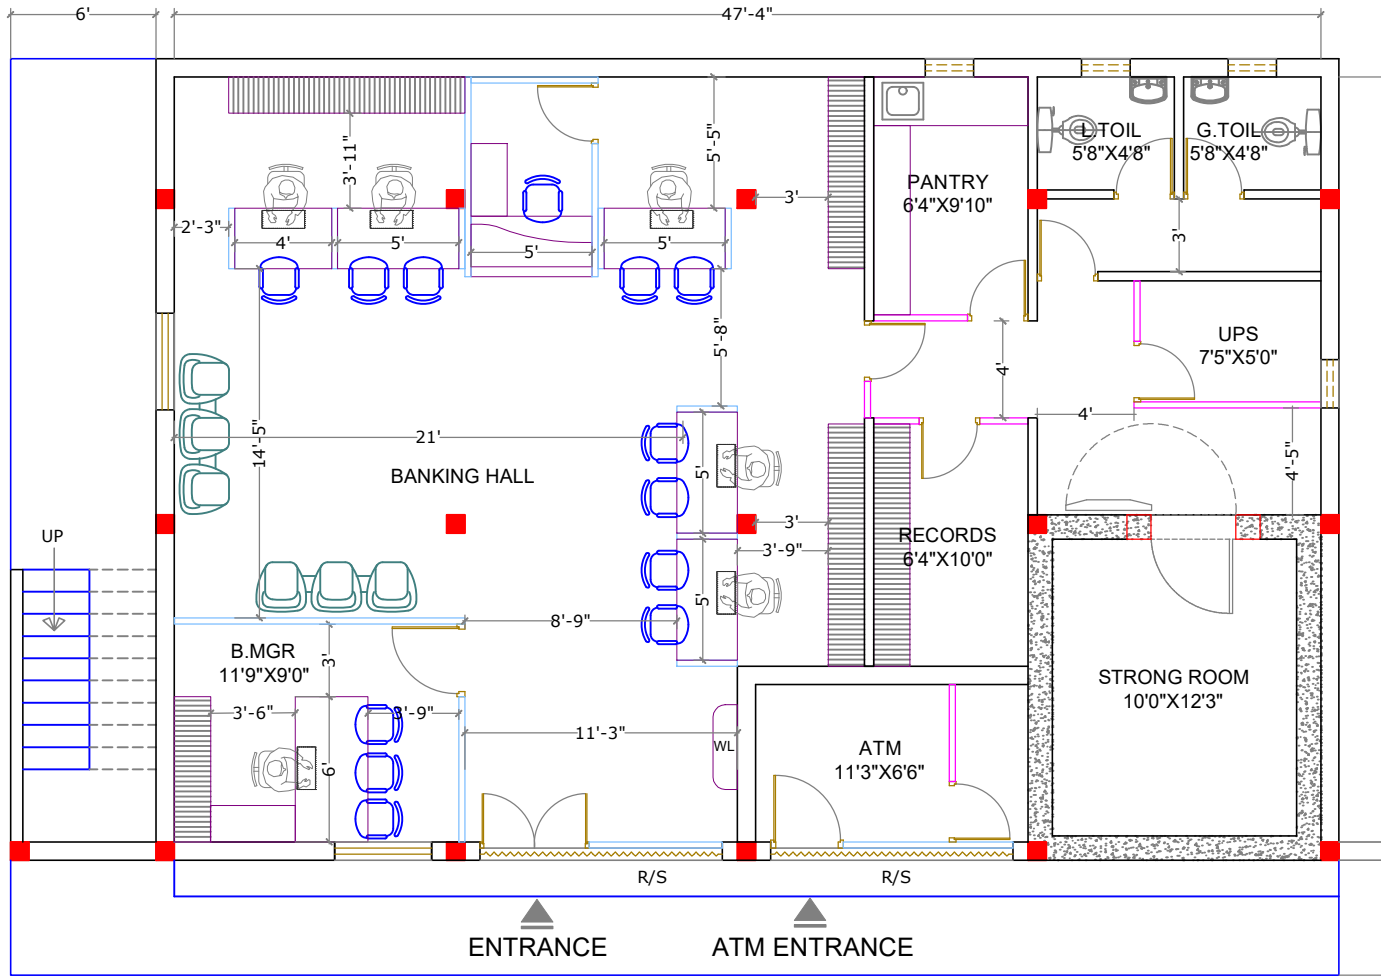 6'
47'-4"
L.TOIL
5'8"X4'8"
G.TOIL
5'8"X4'8"
3'-11"
5'-5"
PANTRY
6'4"X9'10"
3'
2'-3"
4'
5'
5'
5'
3'
UPS
7'5"X5'0"
5'-8"
4'
4'
21'
14'-5"
BANKING HALL
5'
4'-5"
UP
3'
3'-9"
RECORDS
6'4"X10'0"
5'
8'-9"
B.MGR
11'9"X9'0"
3'
STRONG ROOM
10'0"X12'3"
3'-6"
3'-9"
11'-3"
WL
ATM
11'3"X6'6"
6'
R/S
R/S
ENTRANCE
ATM ENTRANCE